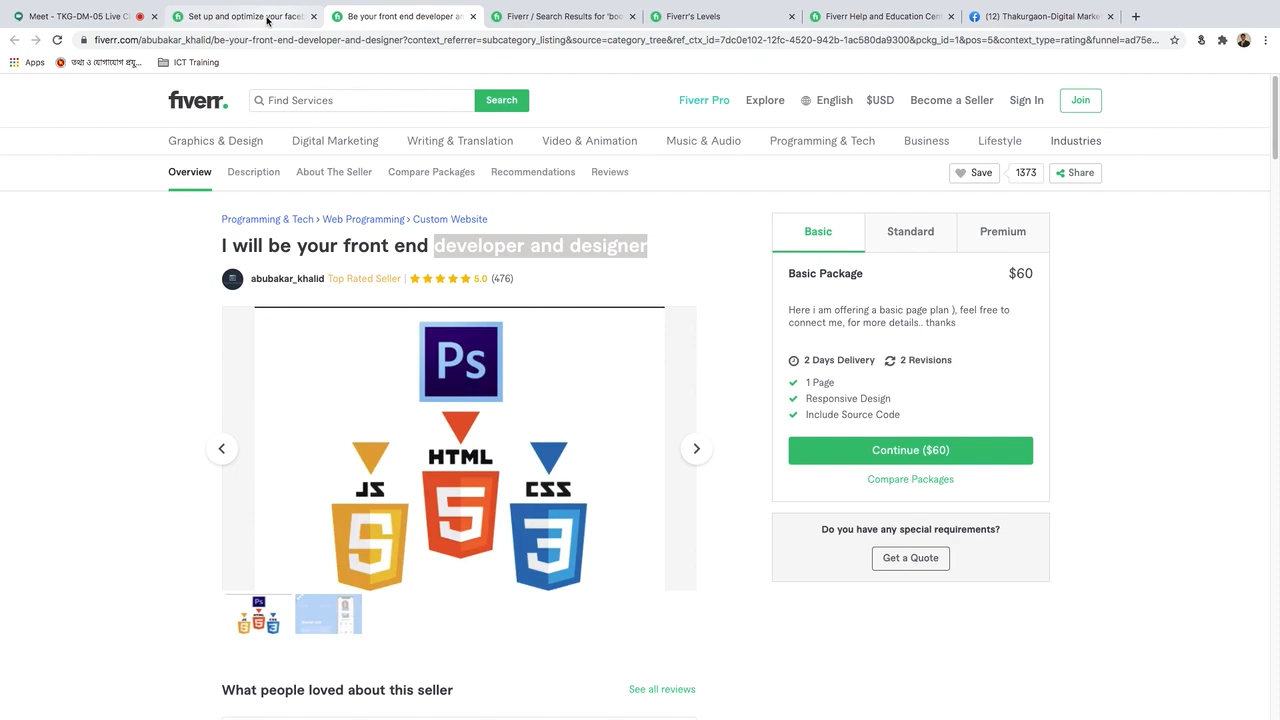 Meet - TKG-DM-05 Live Cl
Set up and optimize your faceb
Be your front end developer an
Fiverr / Search Results for 'boo
Fiverr's Levels
Fiverr Help and Education Cen
(12) Thakurgaon-Digital Marke
fiverr.com/abubakar_khalid/be-your-front-end-developer-and-designer?context_referrer=subcategory_listing&source=category_tree&ref_ctx_id=7dc0e102-12fc-4520-942b-1ac580da9300&pckg_id=1&pos=5&context_type=rating&funnel=ad75e...
Apps
তথ্য ও যোগাযোগ প্রযু...
ICT Training
fiverr.
Find Services
Search
Fiverr Pro
Explore
English
$USD
Become a Seller
Sign In
Join
Graphics & Design
Digital Marketing
Writing & Translation
Video & Animation
Music & Audio
Programming & Tech
Business
Lifestyle
Industries
Overview
Description
About The Seller
Compare Packages
Recommendations
Reviews
Save
1373
Share
Programming & Tech › Web Programming › Custom Website
I will be your front end developer and designer
abubakar_khalid Top Rated Seller | 5.0 (476)
Ps
JS
HTML
CSS
5
5
3
What people loved about this seller
See all reviews
Basic
Standard
Premium
Basic Package
$60
Here i am offering a basic page plan ), feel free to
connect me, for more details.. thanks
2 Days Delivery
2 Revisions
1 Page
Responsive Design
Include Source Code
Continue ($60)
Compare Packages
Do you have any special requirements?
Get a Quote